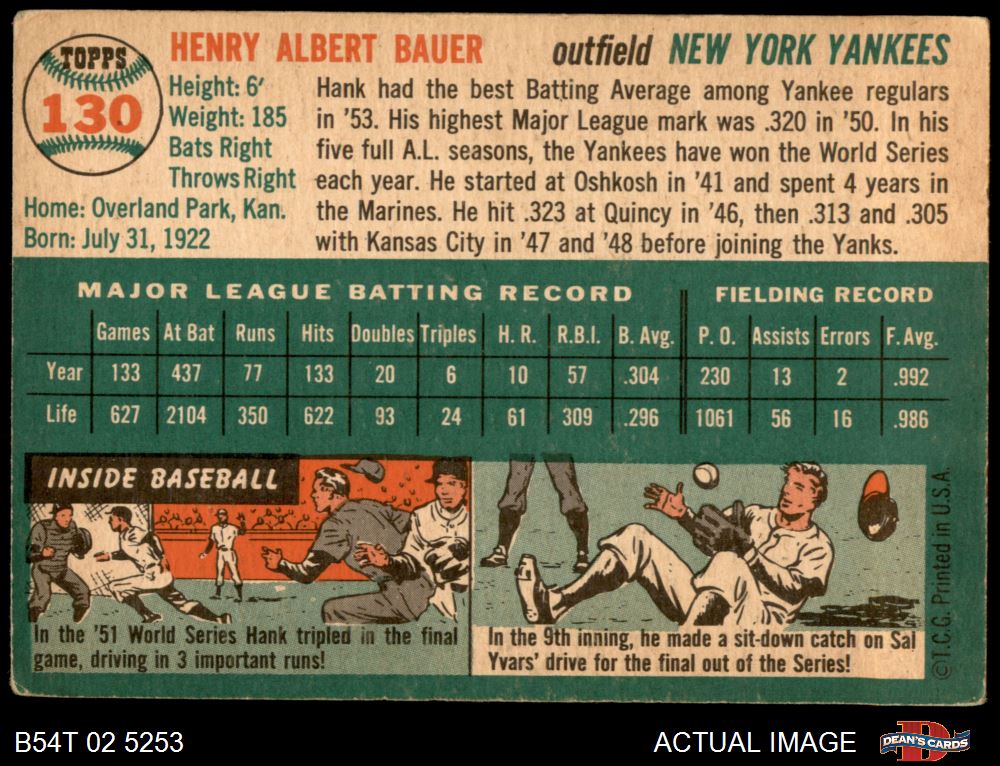 TOPPS
130
HENRY ALBERT BAUER outfield NEW YORK YANKEES
Height: 6'
Weight: 185
Bats Right
Throws Right
Home: Overland Park, Kan.
Born: July 31, 1922
Hank had the best Batting Average among Yankee regulars
in '53. His highest Major League mark was .320 in '50. In his
five full A.L. seasons, the Yankees have won the World Series
each year. He started at Oshkosh in '41 and spent 4 years in
the Marines. He hit .323 at Quincy in '46, then .313 and .305
with Kansas City in '47 and '48 before joining the Yanks.
MAJOR LEAGUE BATTING RECORD FIELDING RECORD
Games At Bat Runs Hits Doubles Triples H. R. R.B.I. B. Avg. P. O. Assists Errors F. Avg.
Year 133 437 77 133 20 6 10 57 .304 230 13 2 .992
Life 627 2104 350 622 93 24 61 309 .296 1061 56 16 .986
INSIDE BASEBALL
In the '51 World Series Hank tripled in the final
game, driving in 3 important runs!
In the 9th inning, he made a sit-down catch on Sal
Yvars' drive for the final out of the Series!
©T.C.G. Printed in U.S.A.
B54T 02 5253
ACTUAL IMAGE
D
DEAN'S CARDS